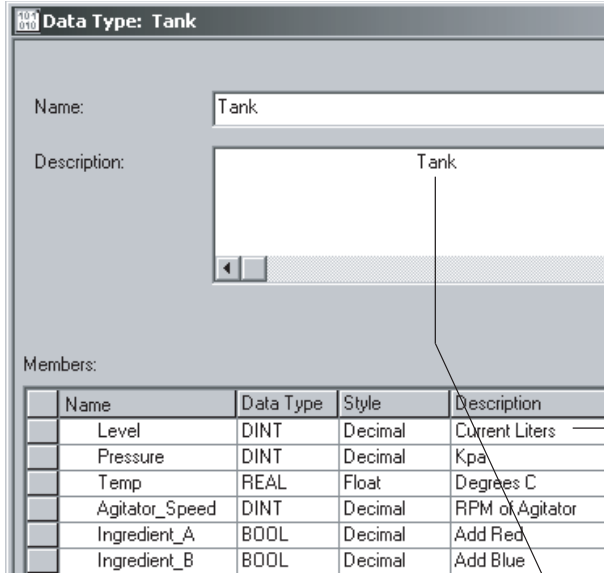 101
010
Data Type: Tank
Name:
Tank
Description:
Tank
Members:
Name Data Type Style Description
Level DINT Decimal Current Liters
Pressure DINT Decimal Kpa
Temp REAL Float Degrees C
Agitator_Speed DINT Decimal RPM of Agitator
Ingredient_A BOOL Decimal Add Red
Ingredient_B BOOL Decimal Add Blue